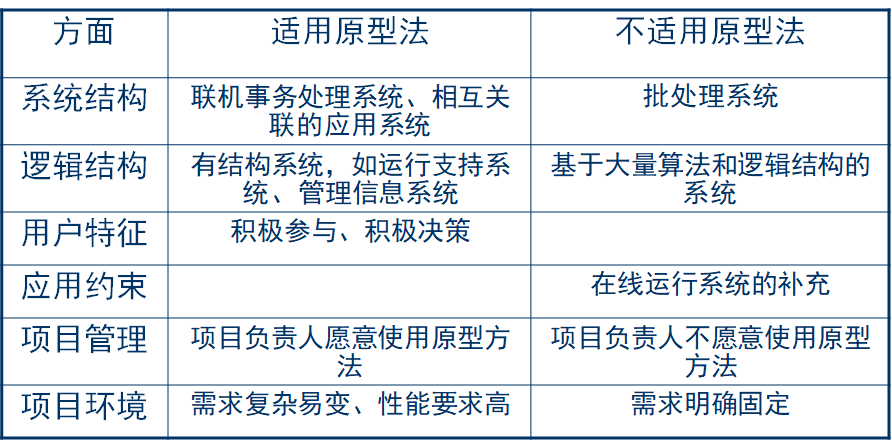 方面 适用原型法 不适用原型法
系统结构 联机事务处理系统、相互关联的应用系统 批处理系统
逻辑结构 有结构系统，如运行支持系统、管理信息系统 基于大量算法和逻辑结构的系统
用户特征 积极参与、积极决策
应用约束 在线运行系统的补充
项目管理 项目负责人愿意使用原型方法 项目负责人不愿意使用原型方法
项目环境 需求复杂易变、性能要求高 需求明确固定